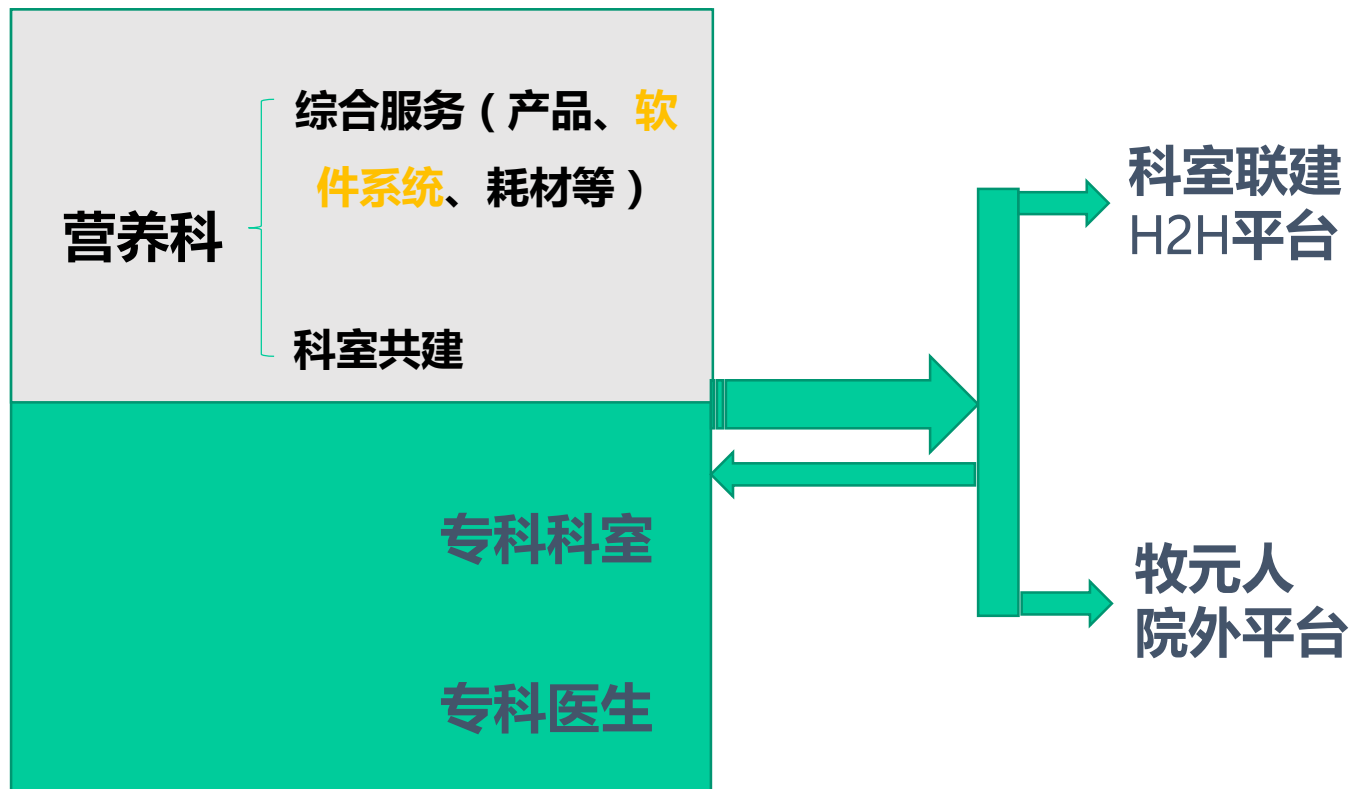 综合服务（产品、软
件系统、耗材等）
营养科
科室共建
专科科室
专科医生
科室联建
H2H平台
牧元人
院外平台